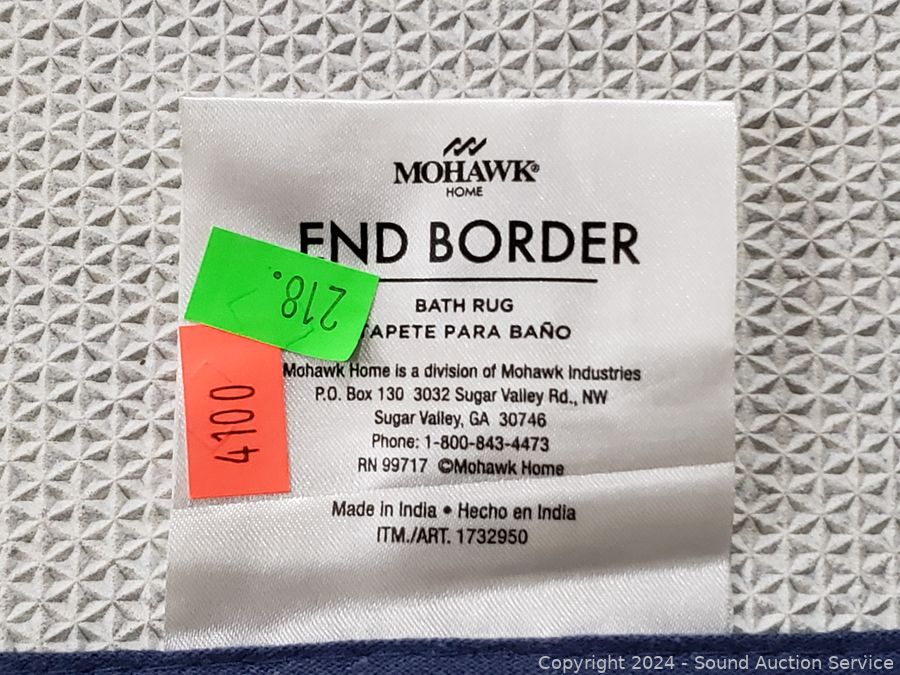 MOHAWK®
HOME
END BORDER
BATH RUG
TAPETE PARA BAÑO
218.
4100
Mohawk Home is a division of Mohawk Industries
P.O. Box 130 3032 Sugar Valley Rd., NW
Sugar Valley, GA 30746
Phone: 1-800-843-4473
RN 99717 ©Mohawk Home
Made in India • Hecho en India
ITM./ART. 1732950
Copyright 2024 - Sound Auction Service